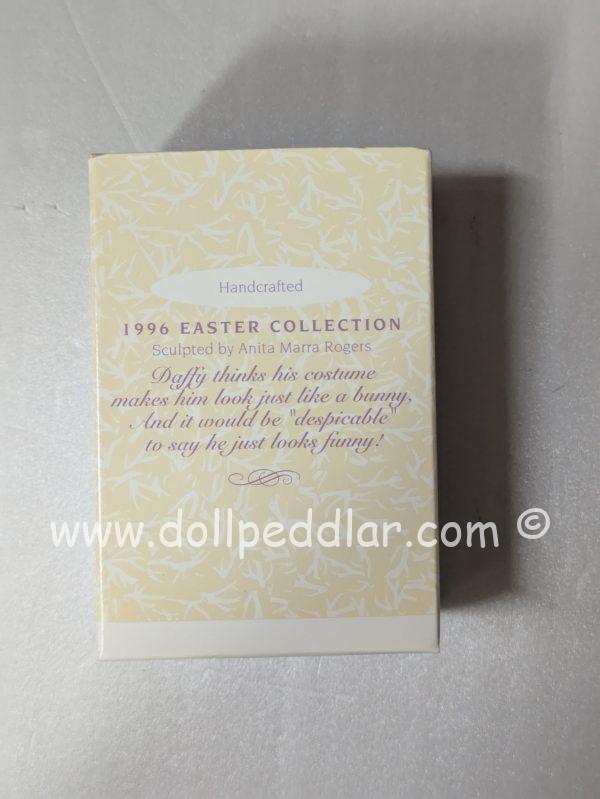 Handcrafted
1996 EASTER COLLECTION
Sculpted by Anita Marra Rogers
Daffy thinks his costume
makes him look just like a bunny,
And it would be "despicable"
to say he just looks funny!
www.dollpeddlar.com ©